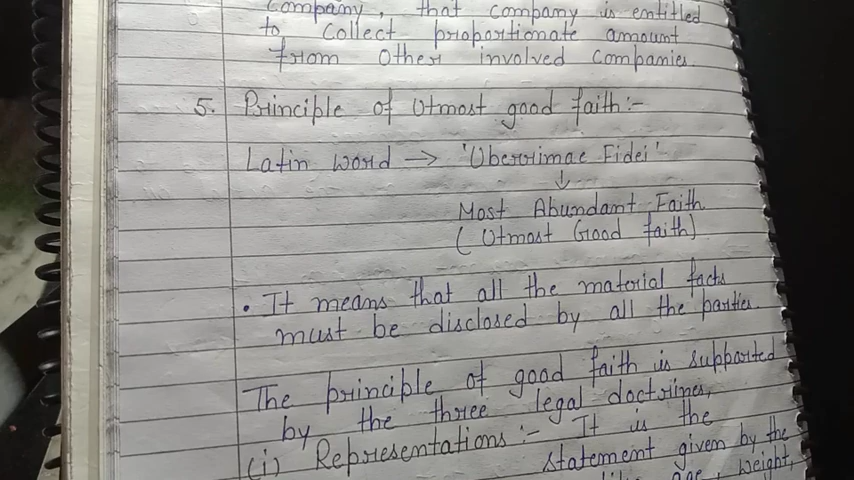 company, that company is entitled
to collect proportionate amount
from other involved companies.
5. Principle of Utmost good faith :-
Latin word → 'Uberrimae Fidei'
↓
Most Abundant Faith
(Utmost Good faith)
• It means that all the material facts
must be disclosed by all the parties.
The principle of good faith is supported
by the three legal doctrines,
(i) Representations :- It is the
statement given by the
like age, weight,